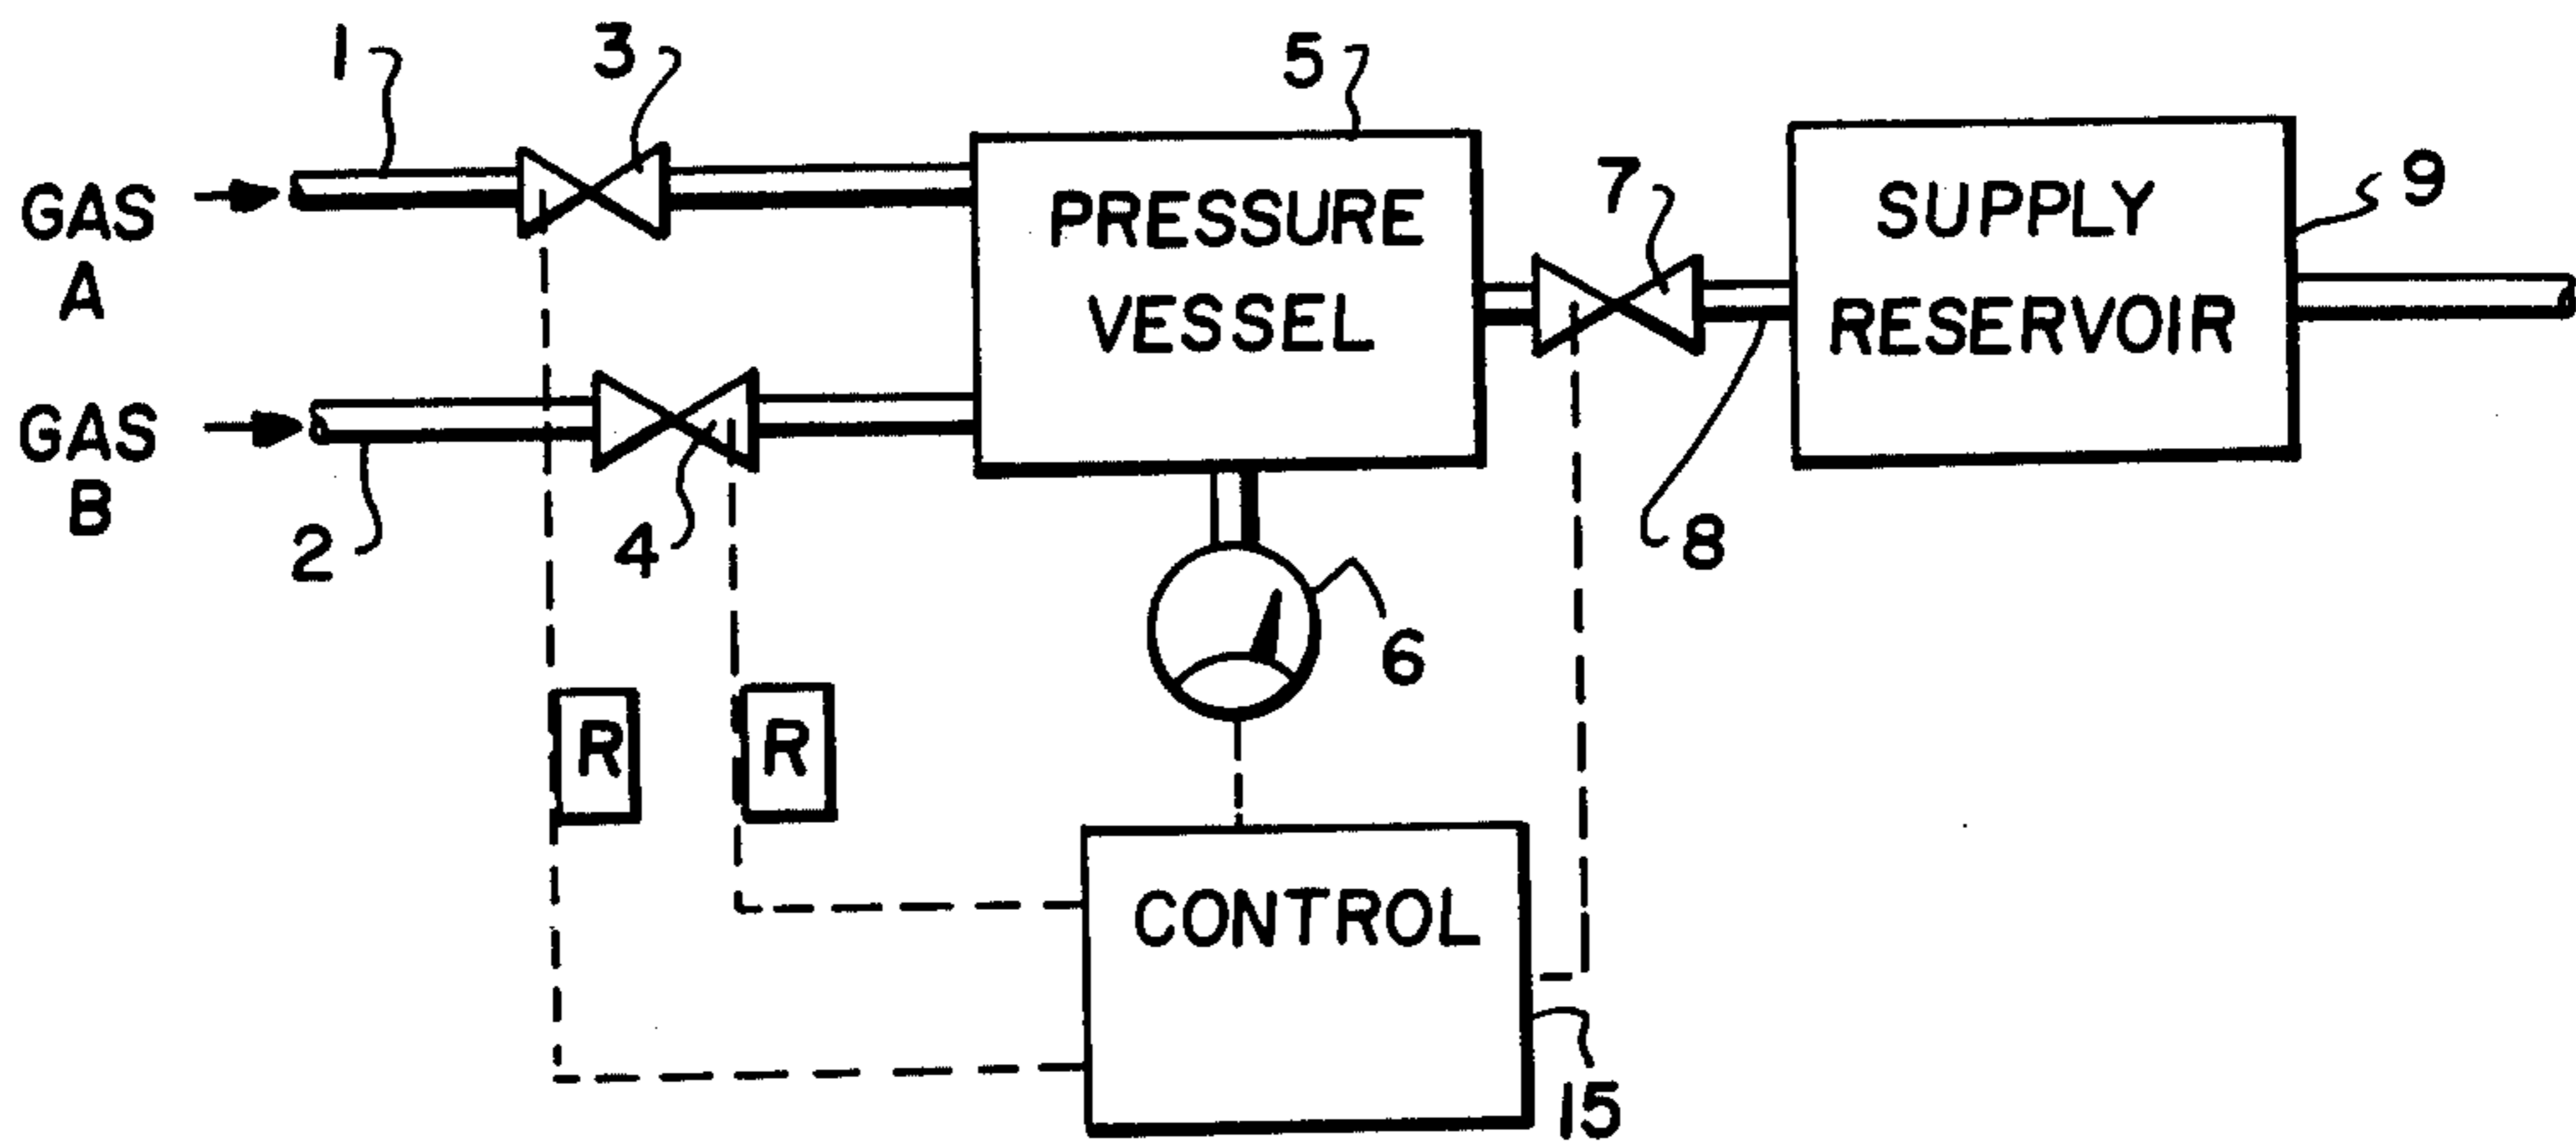 1
3
5
7
9
GAS
A
PRESSURE
VESSEL
SUPPLY
RESERVOIR
GAS
B
2
4
6
8
R
R
CONTROL
15